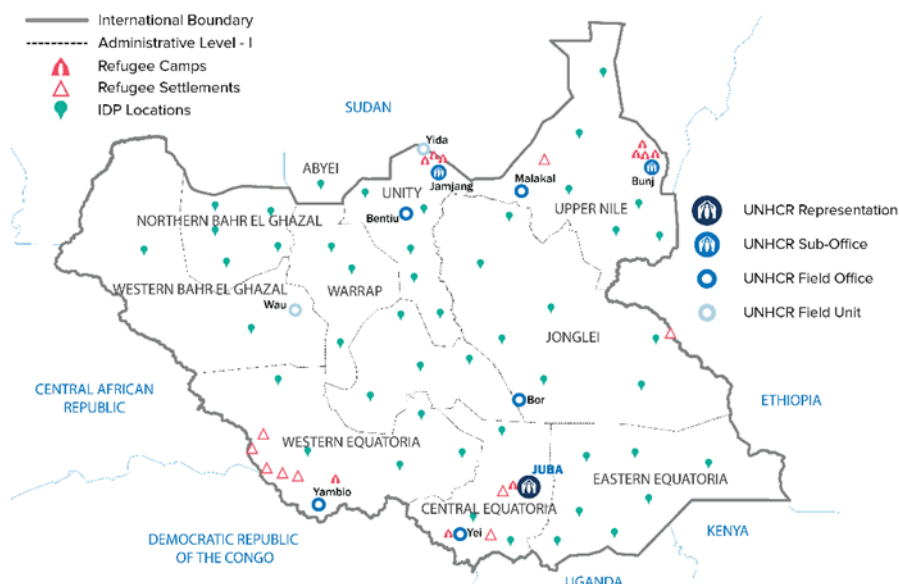 International Boundary
Administrative Level - I
Refugee Camps
Refugee Settlements
IDP Locations
SUDAN
Yida
ABYEI
UNITY
Jamjang
Malakal
Bunj
NORTHERN BAHR EL GHAZAL
Bentiu
UPPER NILE
UNHCR Representation
UNHCR Sub-Office
UNHCR Field Office
UNHCR Field Unit
WESTERN BAHR EL GHAZAL
WARRAP
Wau
JONGLEI
CENTRAL AFRICAN
REPUBLIC
Bor
ETHIOPIA
WESTERN EQUATORIA
JUBA
EASTERN EQUATORIA
Yambio
CENTRAL EQUATORIA
Yei
KENYA
DEMOCRATIC REPUBLIC
OF THE CONGO
UGANDA